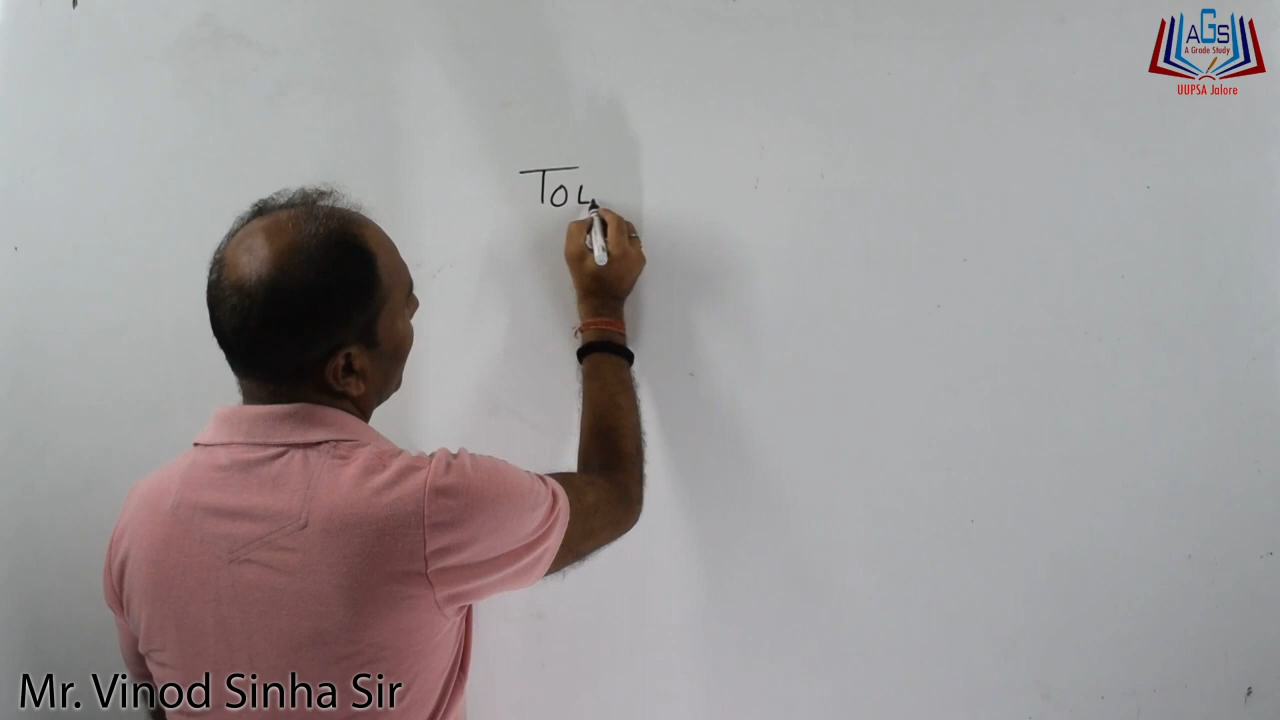 AGS
A Grade Study
UUPSA Jalore
To
Mr. Vinod Sinha Sir